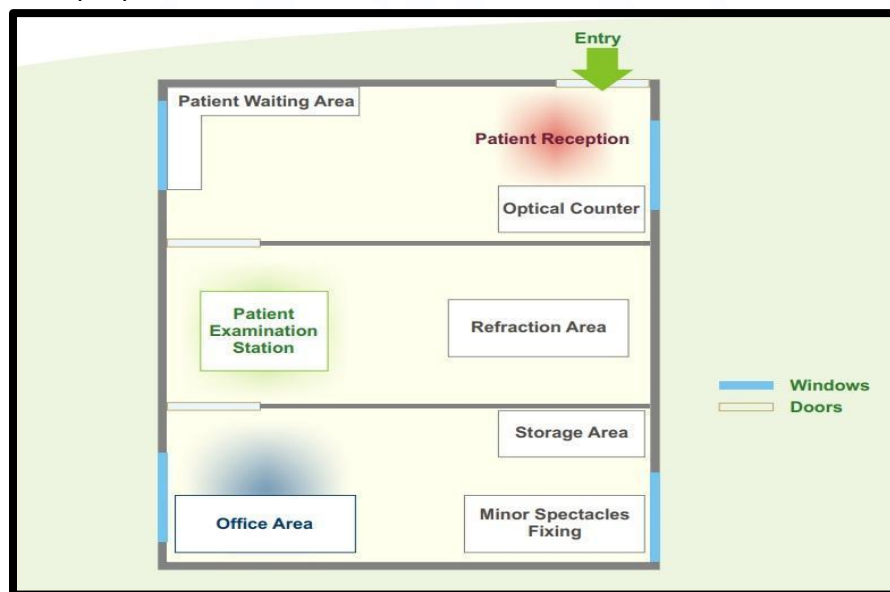 Entry
Patient Waiting Area
Patient Reception
Optical Counter
Patient
Examination
Station
Refraction Area
Windows
Doors
Storage Area
Office Area
Minor Spectacles
Fixing